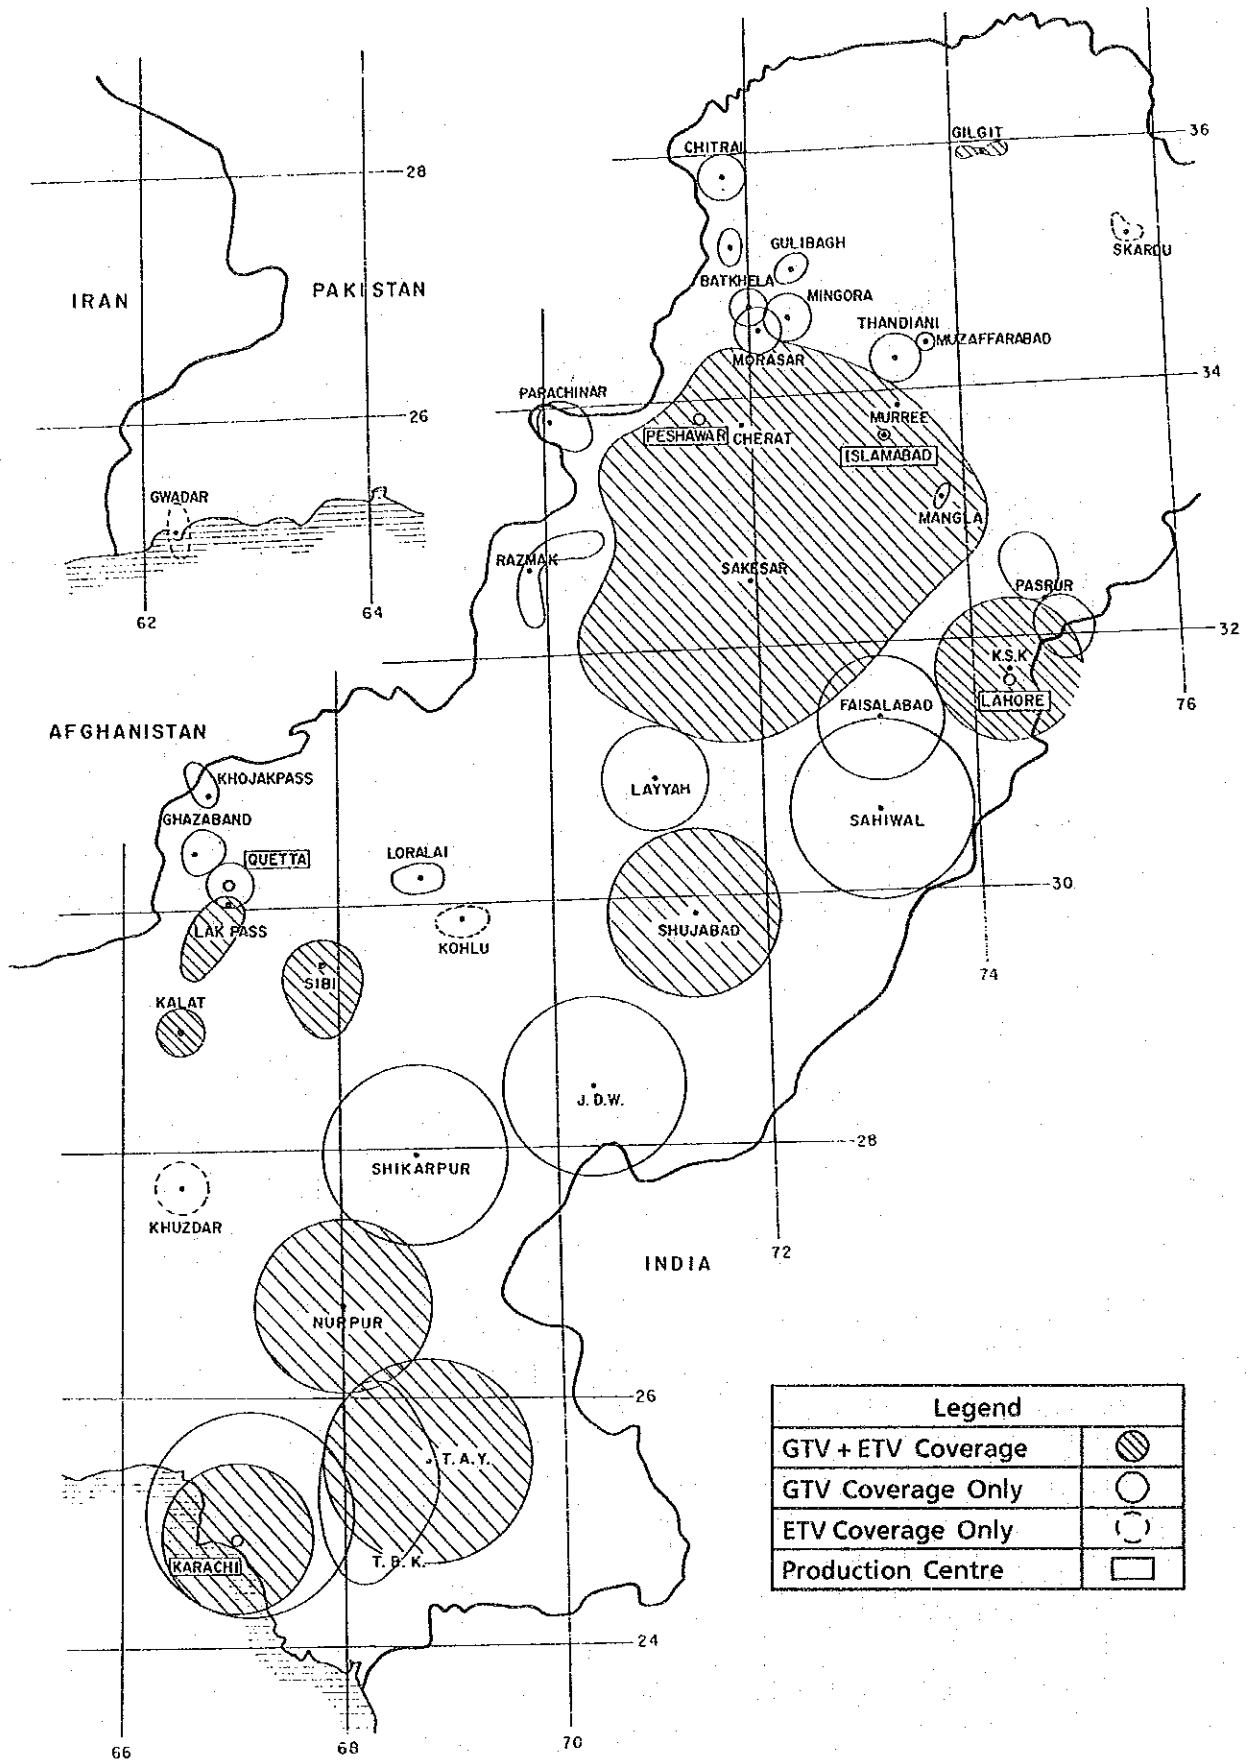 36
CHITRAL
GILGIT
28
SKARDU
GULIBAGH
BATKHELA
IRAN
PAKISTAN
MINGORA
THANDIANI
MUZAFFARABAD
MORASAR
34
PARACHINAR
26
MURREE
PESHAWAR
CHERAT
ISLAMABAD
GWADAR
MANGLA
RAZMAK
SAKESAR
PASRUR
62
64
32
K.S.K
LAHORE
76
FAISALABAD
AFGHANISTAN
KHOJAKPASS
LAYYAH
SAHIWAL
GHAZABAND
QUETTA
LORALAI
30
LAK PASS
KOHLU
SHUJABAD
74
SIBI
KALAT
J.D.W.
28
SHIKARPUR
KHUZDAR
72
INDIA
NURPUR
26
T.A.Y.
KARACHI
T.B.K.
24
66
68
70
Legend
GTV + ETV Coverage
GTV Coverage Only
ETV Coverage Only
Production Centre